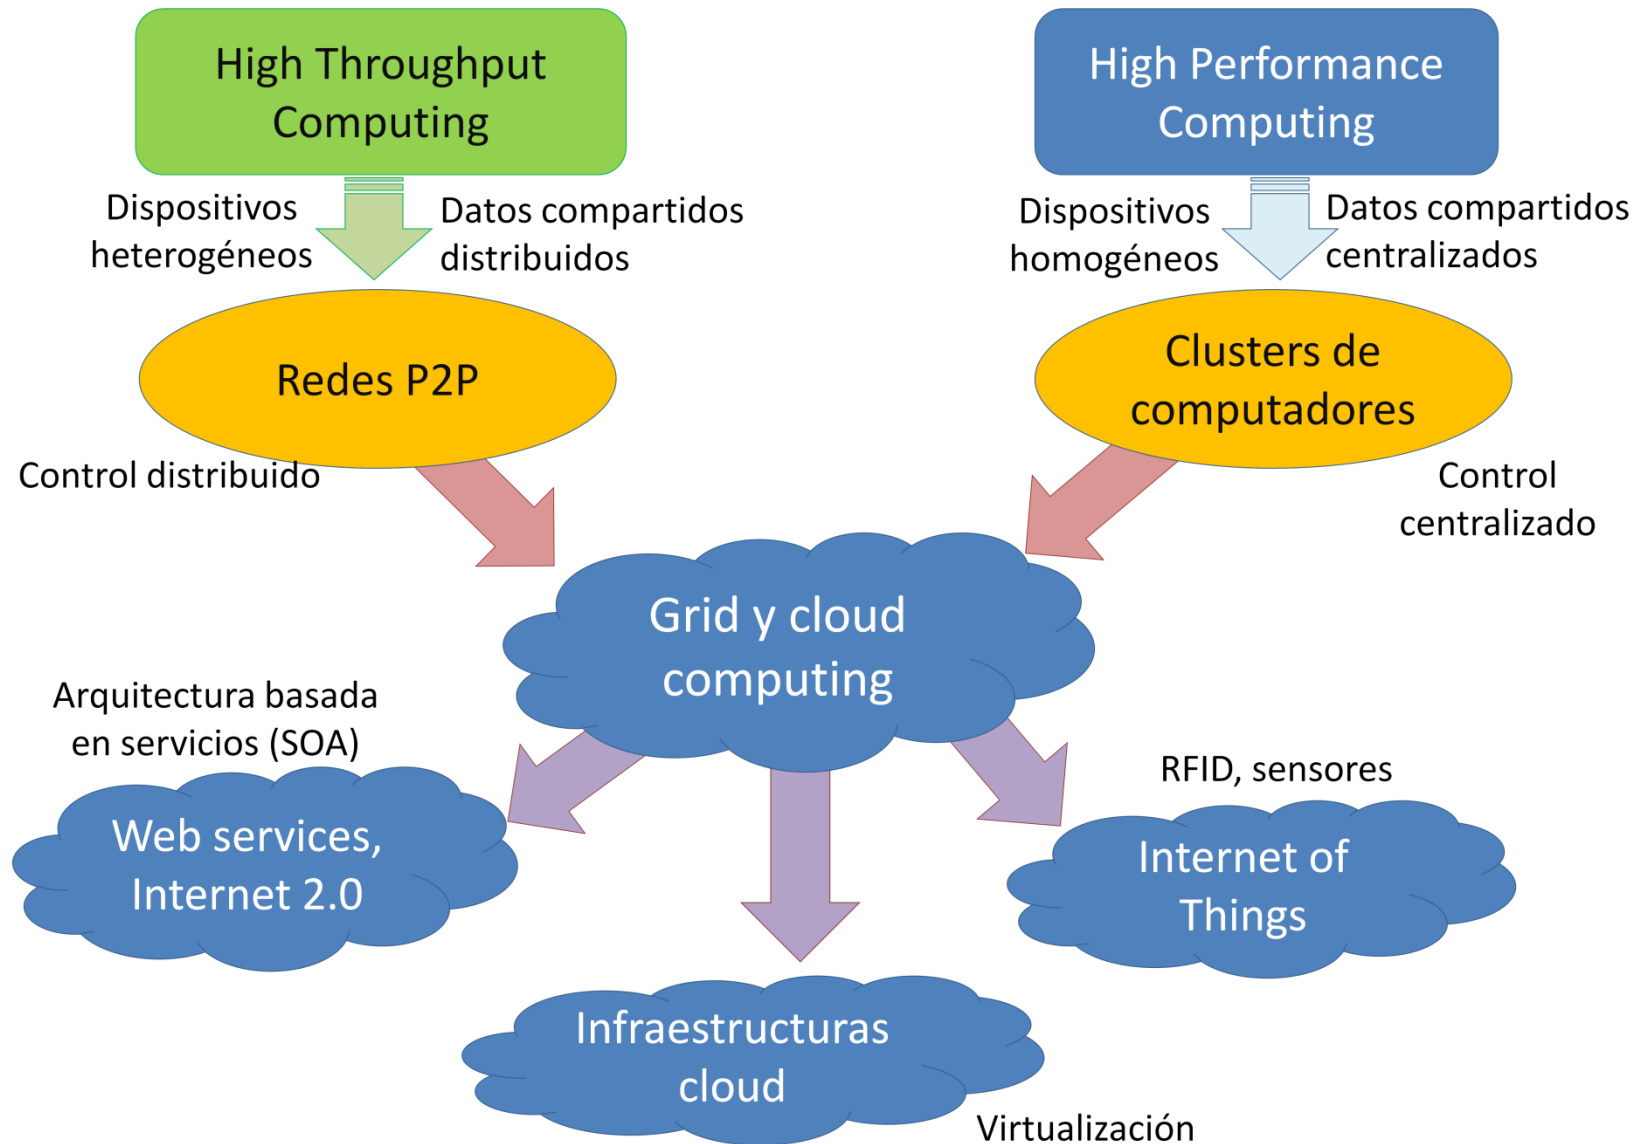 High Throughput
Computing
High Performance
Computing
Dispositivos
heterogéneos
Datos compartidos
distribuidos
Dispositivos
homogéneos
Datos compartidos
centralizados
Redes P2P
Clusters de
computadores
Control distribuido
Control
centralizado
Grid y cloud
computing
Arquitectura basada
en servicios (SOA)
RFID, sensores
Web services,
Internet 2.0
Internet of
Things
Infraestructuras
cloud
Virtualización